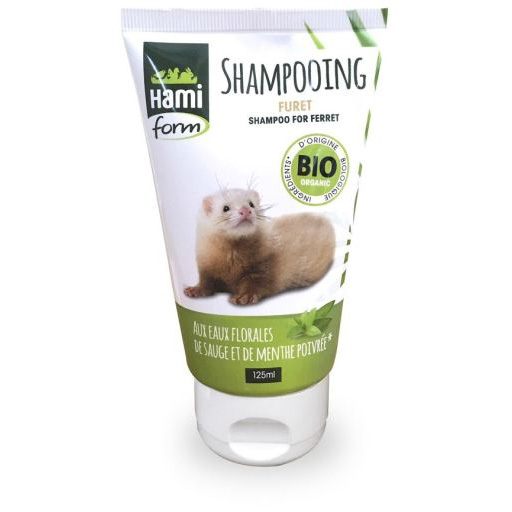 Hami
form
SHAMPOOING
FURET
SHAMPOO FOR FERRET
INGRÉDIENTS* D'ORIGINE BIOLOGIQUE
BIO
ORGANIC
AUX EAUX FLORALES
DE SAUGE ET DE MENTHE POIVRÉE*
125ml